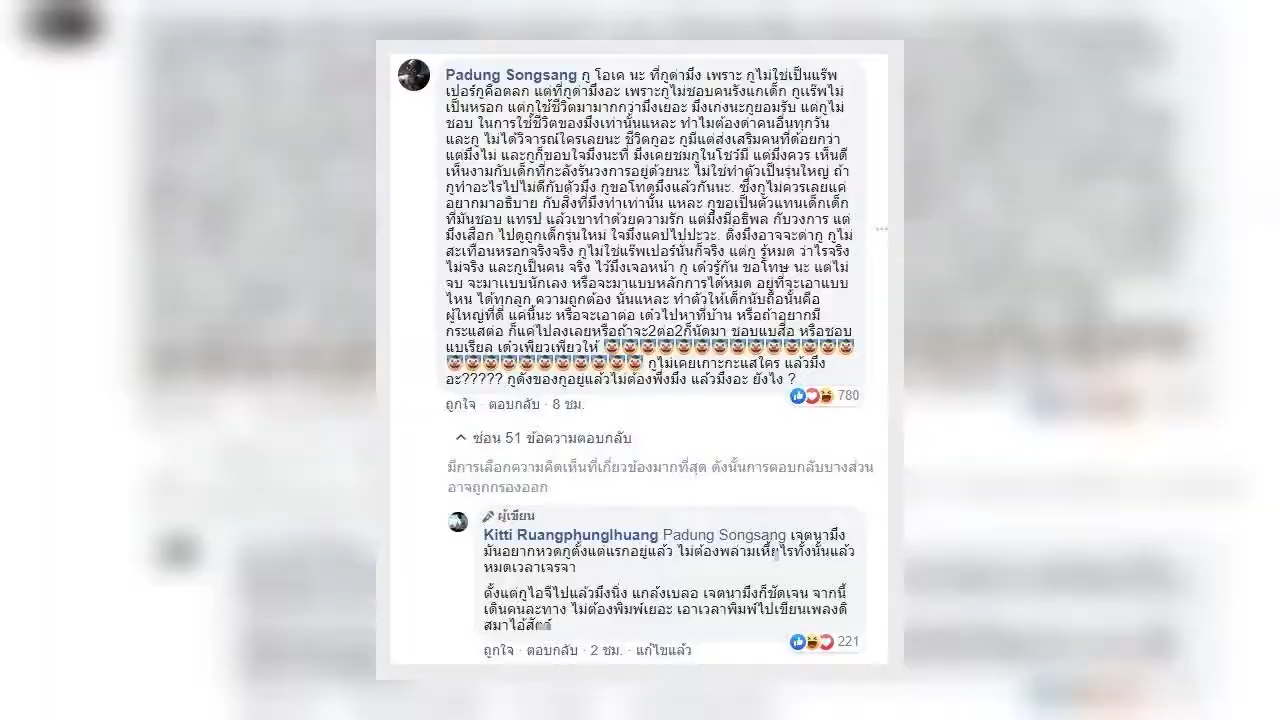 Padung Songsang กู โอเค นะ ที่กูด่ามึง เพราะ กูไม่ใช่เป็นแร๊พ
เปอร์กูคือตลก แต่ที่กูด่ามึงอะ เพราะกูไม่ชอบคนรังแกเด็ก กูแร๊พไม่
เป็นหรอก แต่กูใช้ชีวิตมามากกว่ามึงเยอะ มึงเกงนะกูยอมรับ แต่กูไม่
ชอบ ในการใช้ชีวิตของมึงเท่านั้นแหละ ทำไมต้องด่าคนอื่นทุกวัน
และกู ไม่ได้วิจารณ์ใครเลยนะ ชีวิตกูอะ กูมีแต่ส่งเสริมคนที่ด้อยกว่า
แต่มึงไม่ และกูก็ขอบใจมึงนะที่ มึงเคยชมกูในโชว์มี แต่มึงควร เห็นดี
เห็นงามกับเด็กที่กะลังรันวงการอยู่ด้วยนะ ไม่ใช่ทำตัวเป็นรุ่นใหญ่ ถ้า
กูทำอะไรไปไม่ดีกับตัวมึง กูขอโทดมึงแล้วกันนะ. ซึ่งกูไม่ควรเลยแค่
อยากมาอธิบาย กับสิ่งที่มึงทำเท่านั้น แหละ กูขอเป็นตัวแทนเด็กเด็ก
ที่มันชอบ แทรป แล้วเขาทำด้วยความรัก แต่มึงมีอิธิพล กับวงการ แต่
มึงเสือก ไปดูถูกเด็กรุ่นใหม่ ใจมึงแคปไปปะวะ. ติ่งมึงอาจจะด่ากู กูไม่
สะเทือนหรอกจริงจริง กูไม่ใช่แร๊พเปอร์นั่นก็จริง แต่กู รู้หมด ว่าไรจริง
ไม่จริง และกูเป็นคน จริง ไว้มึงเจอหน้า กู เด๋วรู้กัน ขอโทษ นะ แต่ไม่
จบ จะมาแบบนักเลง หรือจะมาแบบหลักการได้หมด อยู่ที่จะเอาแบบ
ไหน ได้ทุกลูก ความถูกต้อง นั่นแหละ ทำตัวให้เด็กนับถือนั้นคือ
ผู้ใหญ่ที่ดี แค่นี้นะ หรือจะเอาต่อ เด๋วไปหาที่บ้าน หรือถ้าอยากมี
กระแสต่อ ก็แค่ไปลงเลยหรือถ้าจะ2ต่อ2ก็นัดมา ชอบแบสือ หรือชอบ
แบเรียล เด๋วเพียวเพียวให้ 🤡🤡🤡🤡🤡🤡🤡🤡🤡🤡🤡🤡🤡🤡
🤡🤡🤡🤡🤡🤡🤡🤡🤡🤡🤡 กูไม่เคยเกาะกะแสใคร แล้วมึง
อะ????? กูดังของกูอยู่แล้วไม่ต้องพึ่งมึง แล้วมึงอะ ยังไง ?
780
ถูกใจ · ตอบกลับ · 8 ชม.
ซ่อน 51 ข้อความตอบกลับ
มีการเลือกความคิดเห็นที่เกี่ยวข้องมากที่สุด ดังนั้นการตอบกลับบางส่วน
อาจถูกกรองออก
ผู้เขียน
Kitti Ruangphunglhuang Padung Songsang เจตนามึง
มันอยากหวดกูตั้งแต่แรกอยู่แล้ว ไม่ต้องพล่ามเหี้ยไรทั้งนั้นแล้ว
หมดเวลาเจรจา
ตั้งแต่กูไอจีไปแล้วมึงนิ่ง แกล้งเบลอ เจตนามึงก็ชัดเจน จากนี้
เดินคนละทาง ไม่ต้องพิมพ์เยอะ เอาเวลาพิมพ์ไปเขียนเพลงดิ
สมาไอ้สัตว์
221
ถูกใจ · ตอบกลับ · 2 ชม. · แก้ไขแล้ว